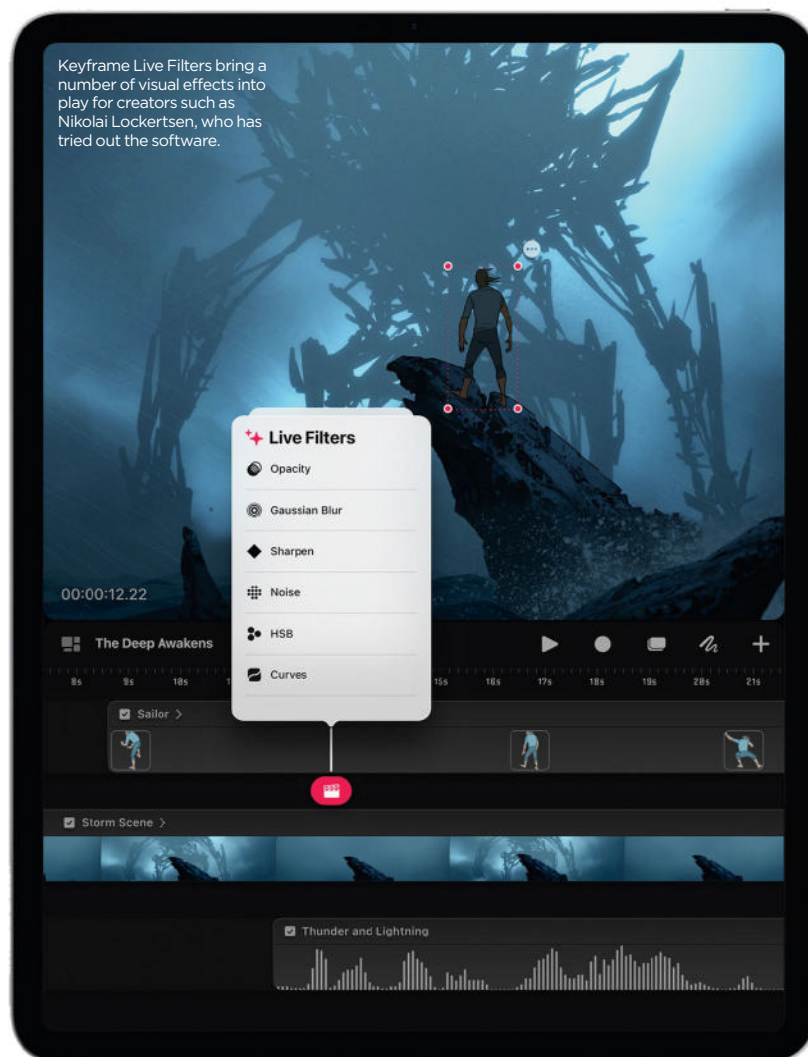 Keyframe Live Filters bring a
number of visual effects into
play for creators such as
Nikolai Lockertsen, who has
tried out the software.
Live Filters
Opacity
Gaussian Blur
Sharpen
Noise
HSB
Curves
00:00:12.22
The Deep Awakens
8s 9s 10s 15s 16s 17s 18s 19s 20s 21s
Sailor >
Storm Scene >
Thunder and Lightning